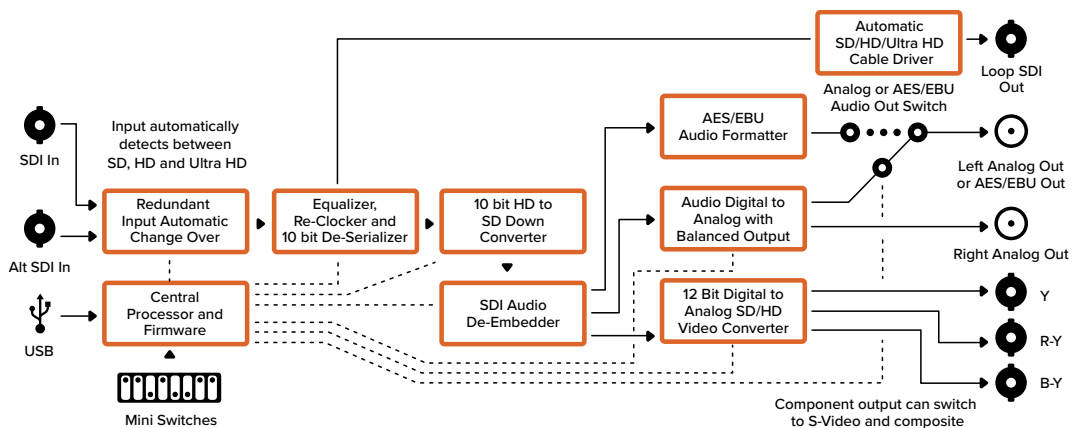 Automatic
SD/HD/Ultra HD
Cable Driver
Loop SDI
Out
Analog or AES/EBU
Audio Out Switch
SDI In
Input automatically
detects between
SD, HD and Ultra HD
AES/EBU
Audio Formatter
Left Analog Out
or AES/EBU Out
Alt SDI In
Redundant
Input Automatic
Change Over
Equalizer,
Re-Clocker and
10 bit De-Serializer
10 bit HD to
SD Down
Converter
Audio Digital to
Analog with
Balanced Output
Right Analog Out
USB
Central
Processor and
Firmware
SDI Audio
De-Embedder
12 Bit Digital to
Analog SD/HD
Video Converter
Y
R-Y
B-Y
Mini Switches
Component output can switch
to S-Video and composite